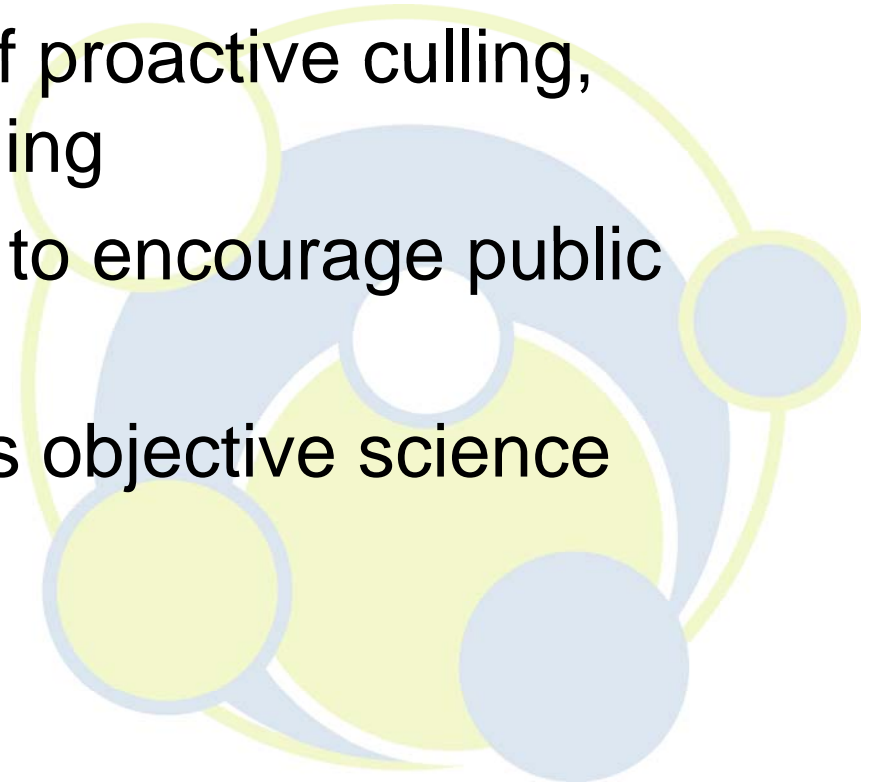 f proactive culling,
ing
to encourage public
s objective science